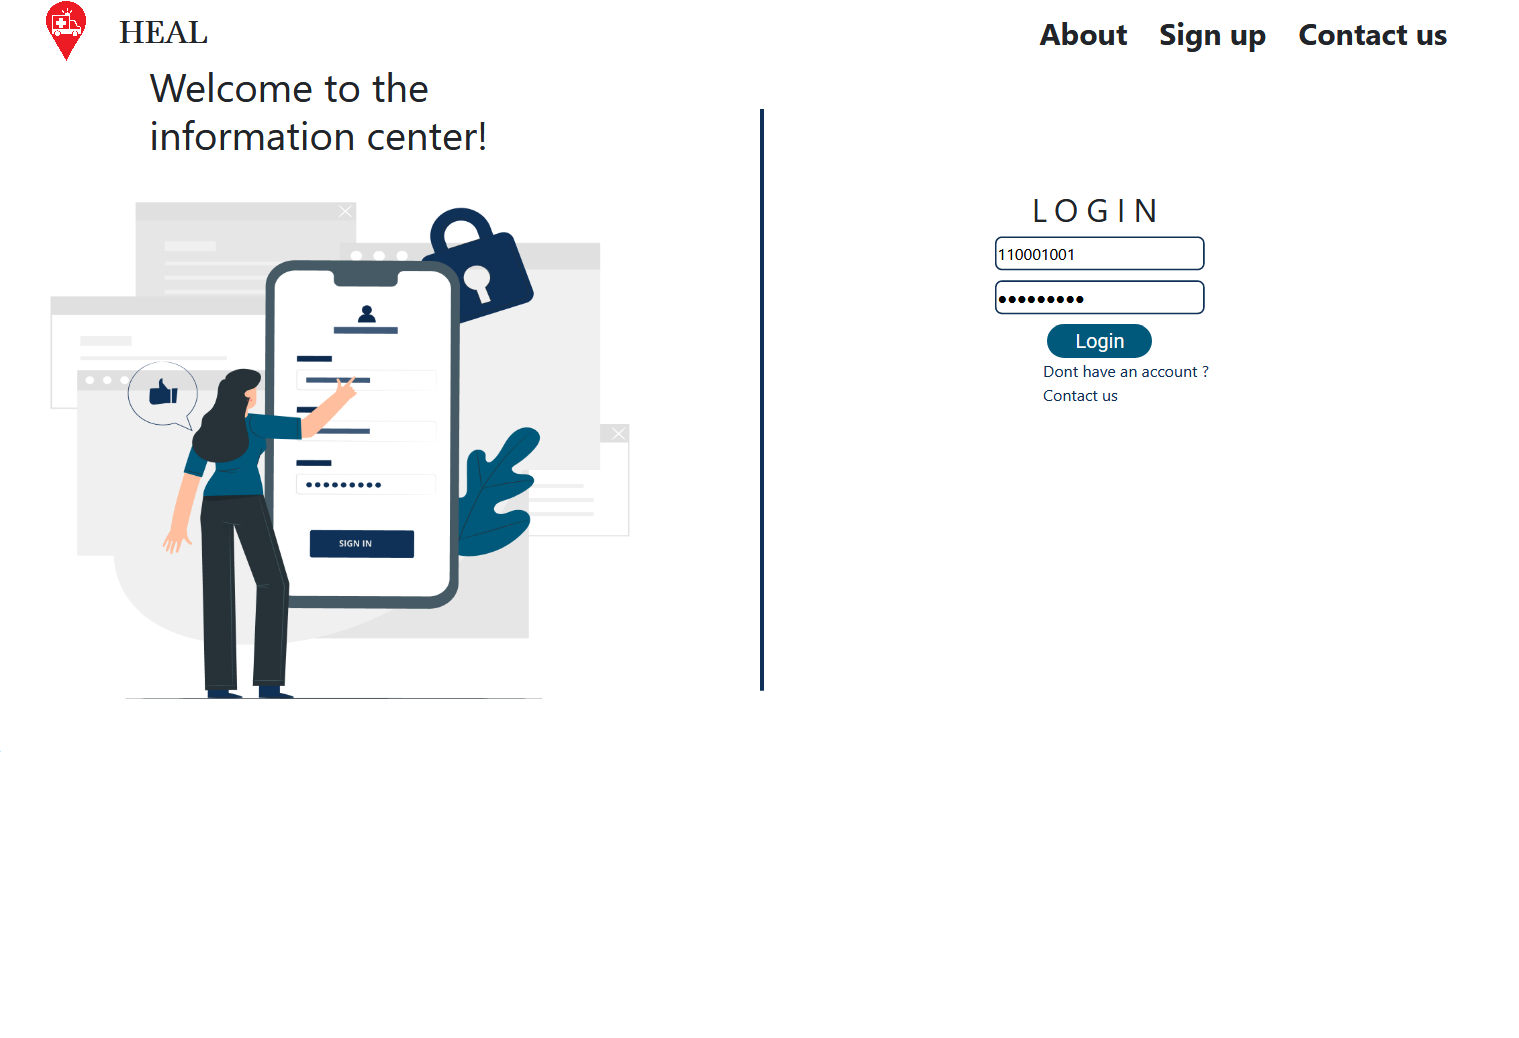 HEAL
About Sign up Contact us
Welcome to the
information center!
LOGIN
110001001
•••••••••
Login
Dont have an account ?
Contact us
SIGN IN